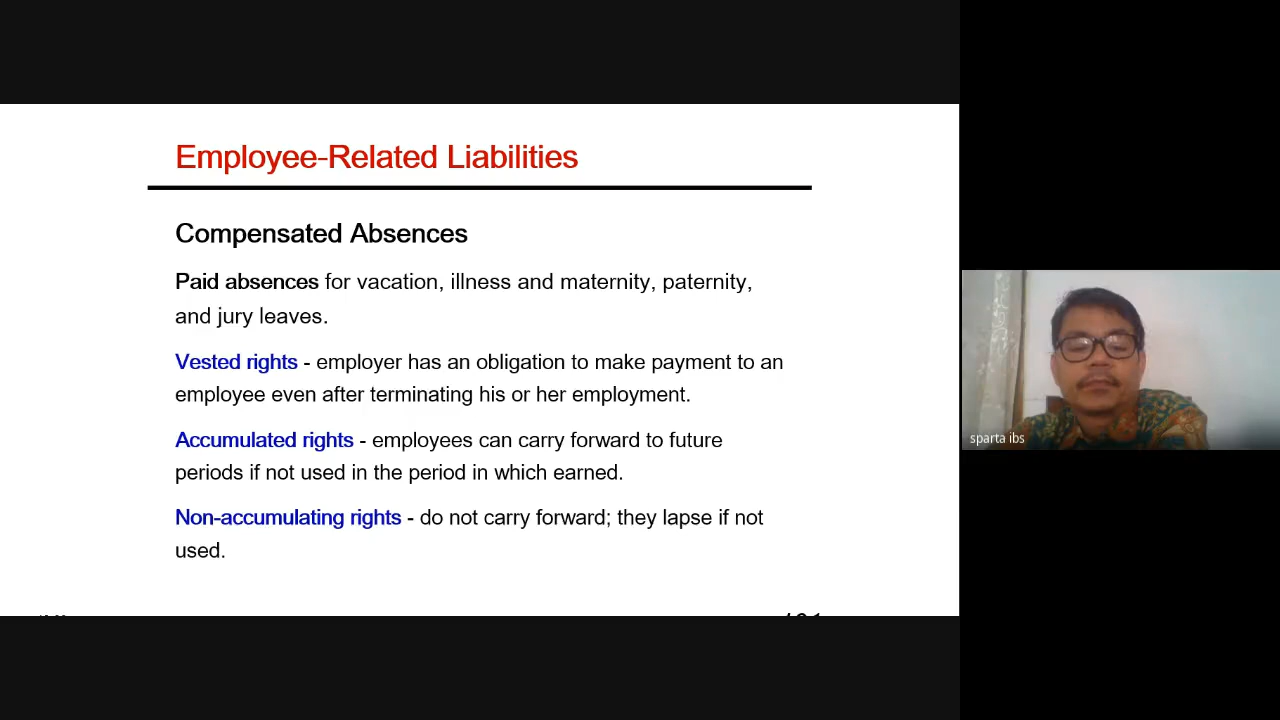 Employee-Related Liabilities
Compensated Absences
Paid absences for vacation, illness and maternity, paternity,
and jury leaves.
Vested rights - employer has an obligation to make payment to an
employee even after terminating his or her employment.
Accumulated rights - employees can carry forward to future
periods if not used in the period in which earned.
Non-accumulating rights - do not carry forward; they lapse if not
used.
sparta ibs